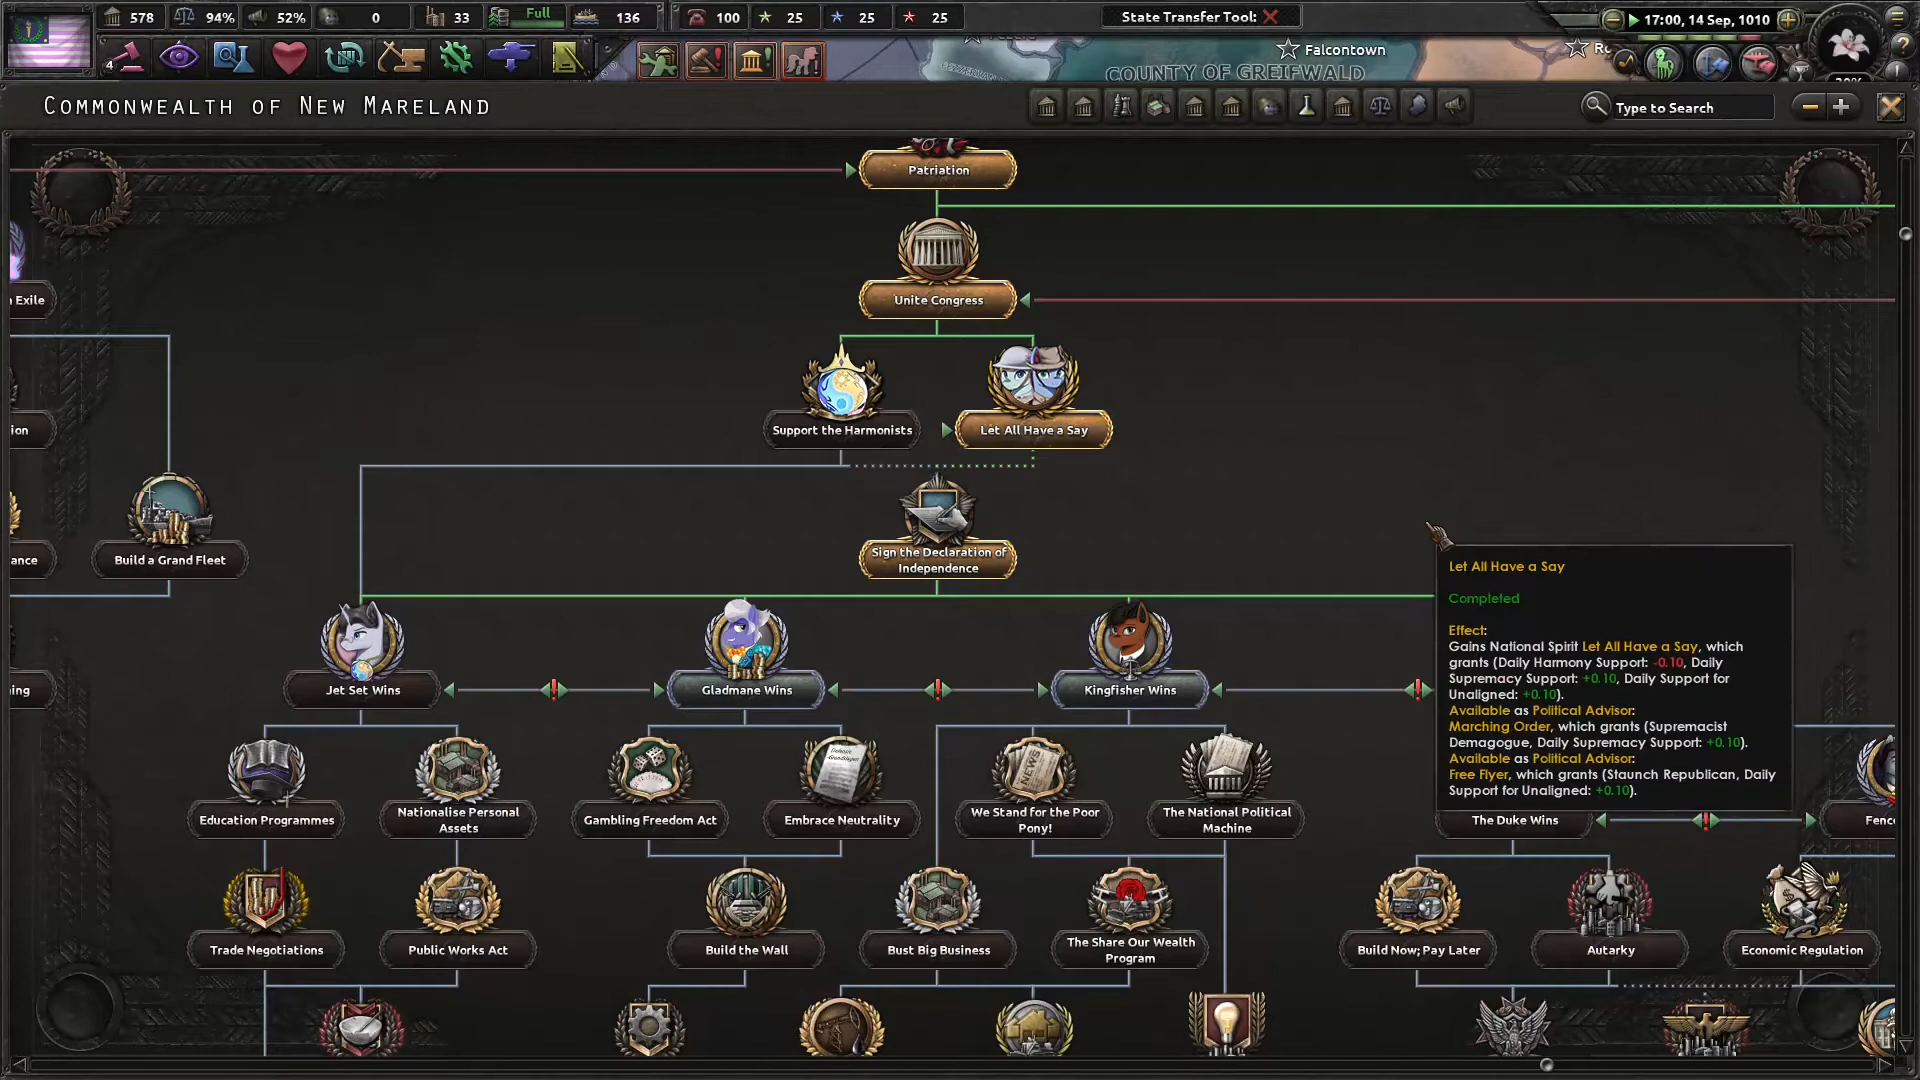 578
94%
52%
0
33
Full
136
100
25
25
25
State Transfer Tool:
17:00, 14 Sep, 1010
4
Falcontown
COUNTY OF GREIFWALD
Commonwealth of New Mareland
Type to Search
Patriation
Unite Congress
Exile
Support the Harmonists
Let All Have a Say
ion
Build a Grand Fleet
ance
Sign the Declaration of
Independence
Let All Have a Say
Completed
Effect:
Gains National Spirit Let All Have a Say, which
grants (Daily Harmony Support: -0.10, Daily
Supremacy Support: +0.10, Daily Support for
Unaligned: +0.10).
Available as Political Advisor:
Marching Order, which grants (Supremacist
Demagogue, Daily Supremacy Support: +0.10).
Available as Political Advisor:
Free Flyer, which grants (Staunch Republican, Daily
Support for Unaligned: +0.10).
ing
Jet Set Wins
Gladmane Wins
Kingfisher Wins
Education Programmes
Nationalise Personal
Assets
Gambling Freedom Act
Embrace Neutrality
We Stand for the Poor
Pony!
The National Political
Machine
The Duke Wins
Fence
Trade Negotiations
Public Works Act
Build the Wall
Bust Big Business
The Share Our Wealth
Program
Build Now; Pay Later
Autarky
Economic Regulation
NEWS